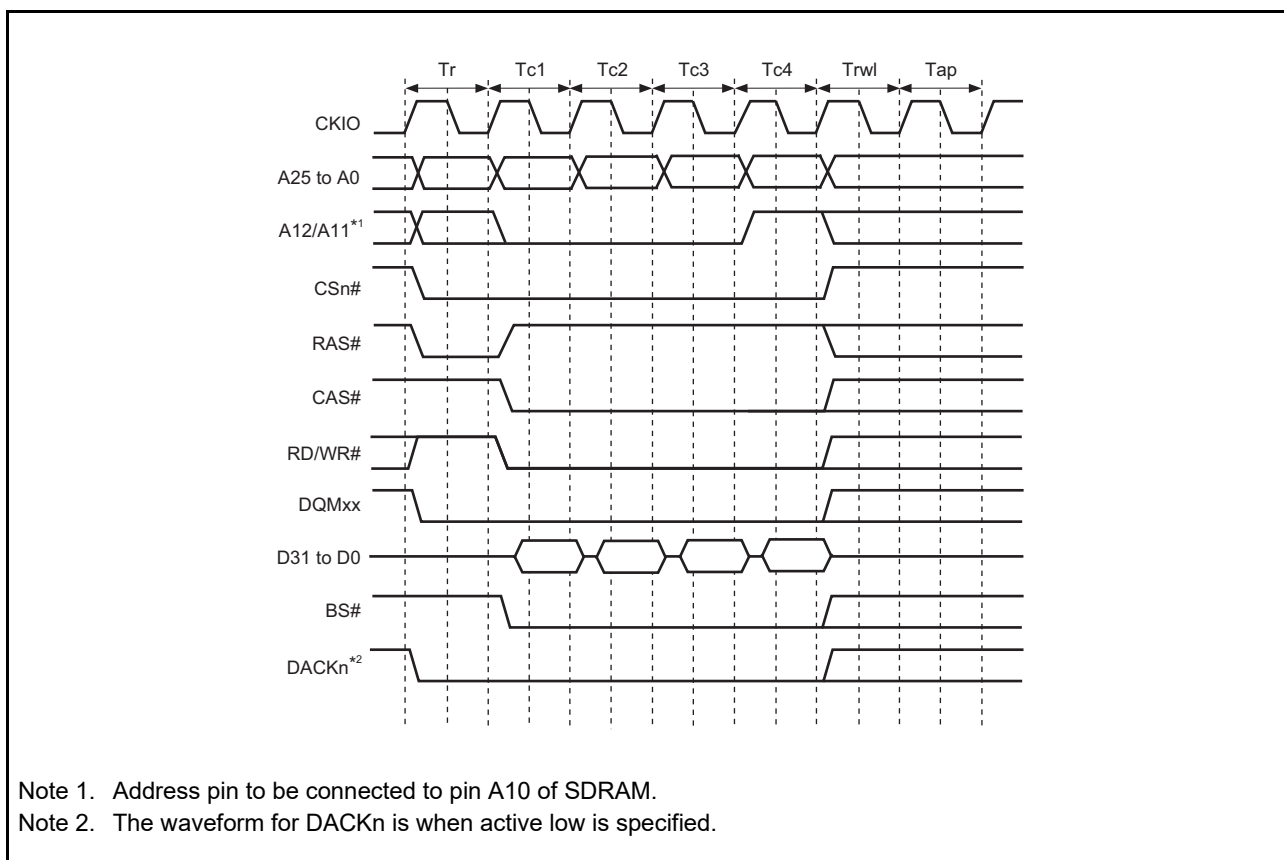 Tr Tc1 Tc2 Tc3 Tc4 Trwl Tap
CKIO
A25 to A0
A12/A11*1
CSn#
RAS#
CAS#
RD/WR#
DQMxx
D31 to D0
BS#
DACKn*2
Note 1. Address pin to be connected to pin A10 of SDRAM.
Note 2. The waveform for DACKn is when active low is specified.